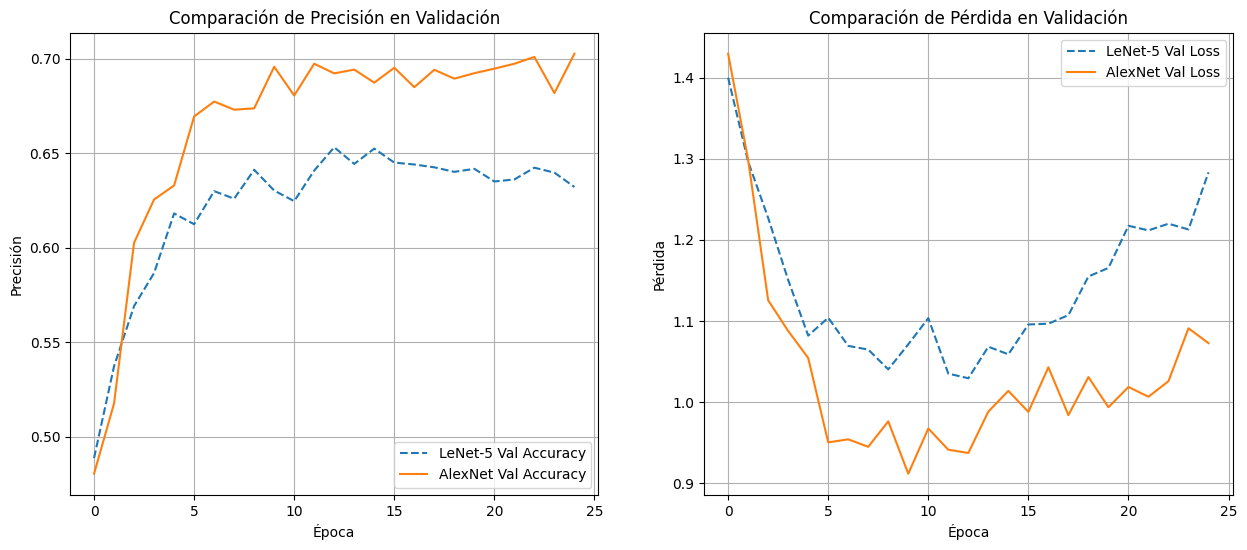 Comparación de Precisión en Validación
Precisión
0.70
0.65
0.60
0.55
0.50
0 5 10 15 20 25
Época
LeNet-5 Val Accuracy
AlexNet Val Accuracy
Comparación de Pérdida en Validación
Pérdida
1.4
1.3
1.2
1.1
1.0
0.9
0 5 10 15 20 25
Época
LeNet-5 Val Loss
AlexNet Val Loss